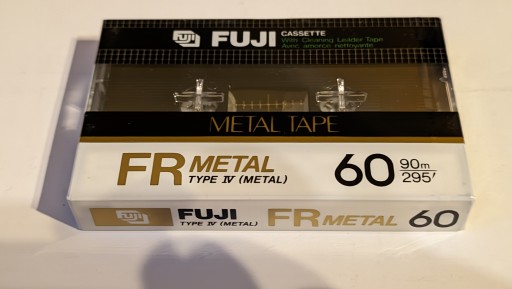 FUJI CASSETTE
With Cleaning Leader Tape
Avec amorce nettoyante
METAL TAPE
FR METAL
TYPE IV (METAL)
60 90m
295'
FUJI
TYPE IV (METAL)
FR METAL 60